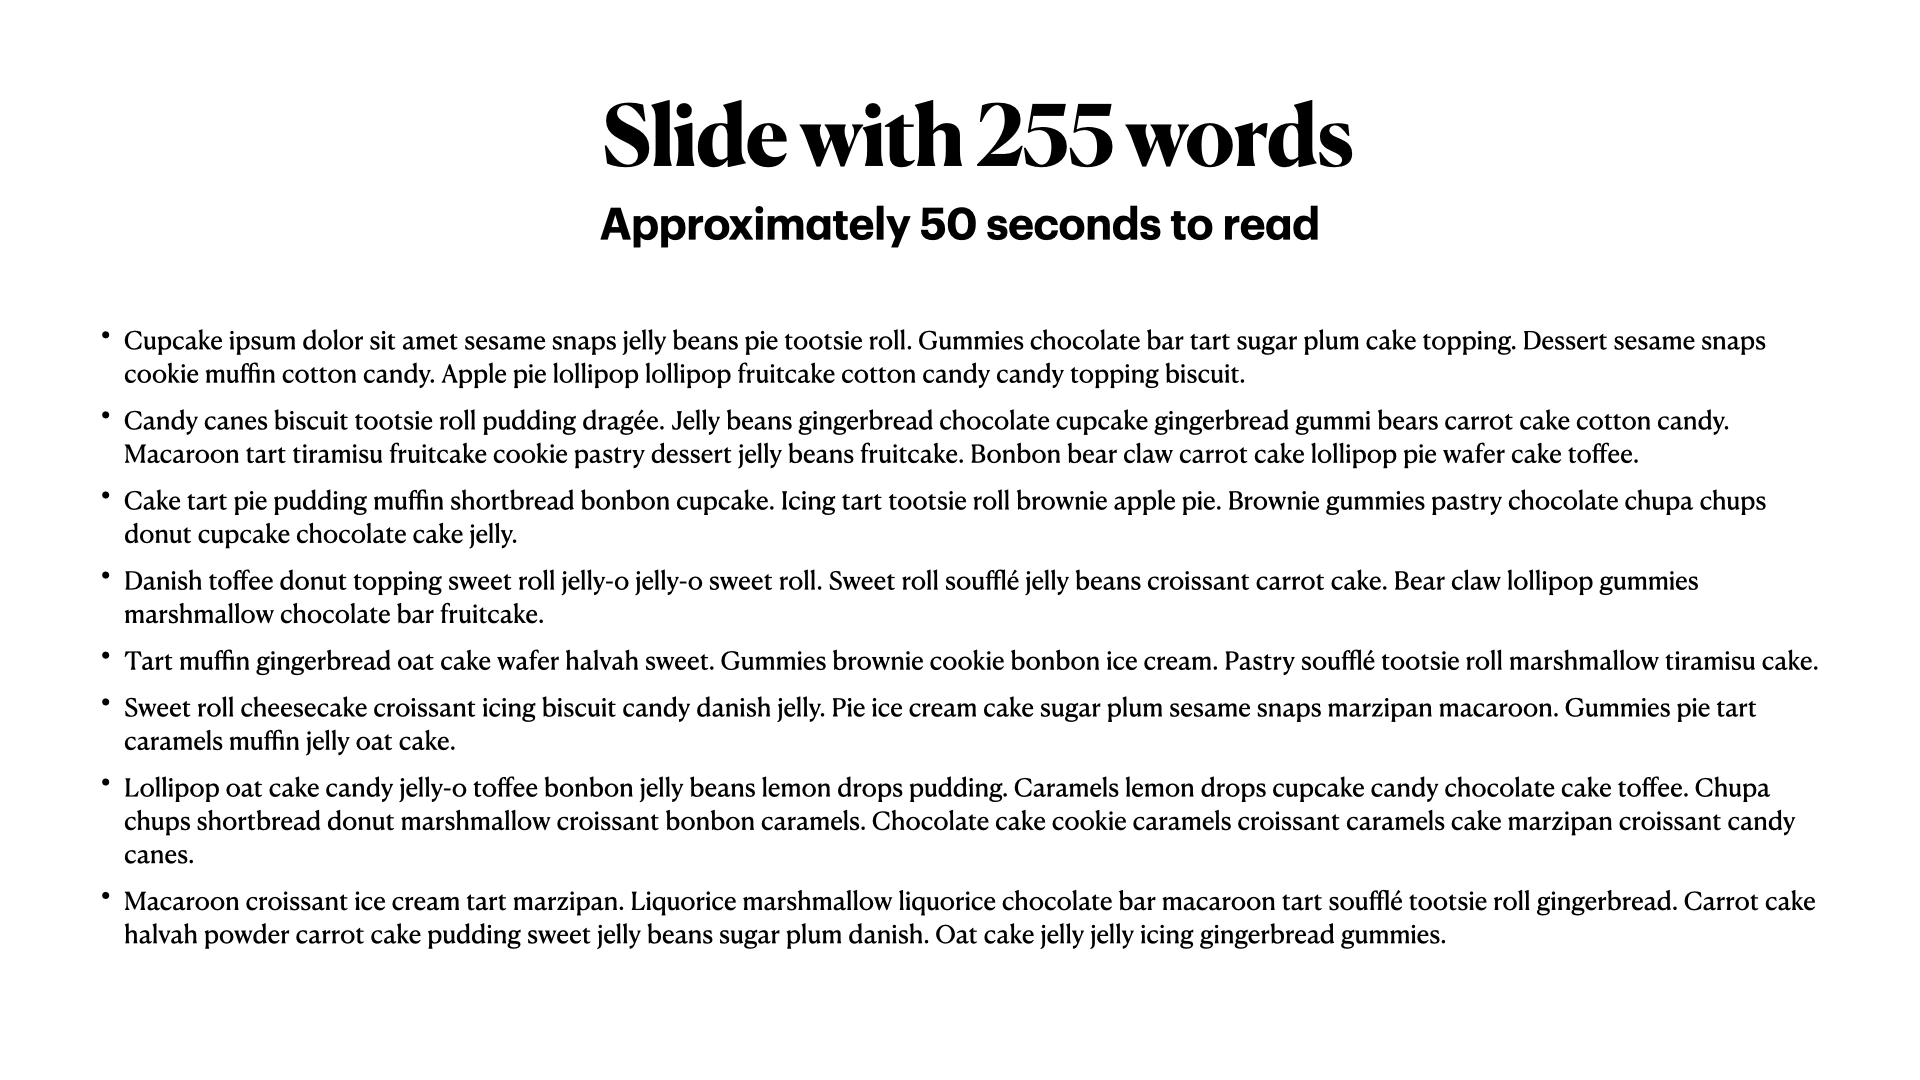 Slide with 255 words
Approximately 50 seconds to read
• Cupcake ipsum dolor sit amet sesame snaps jelly beans pie tootsie roll. Gummies chocolate bar tart sugar plum cake topping. Dessert sesame snaps
cookie muffin cotton candy. Apple pie lollipop lollipop fruitcake cotton candy candy topping biscuit.
• Candy canes biscuit tootsie roll pudding dragée. Jelly beans gingerbread chocolate cupcake gingerbread gummi bears carrot cake cotton candy.
Macaroon tart tiramisu fruitcake cookie pastry dessert jelly beans fruitcake. Bonbon bear claw carrot cake lollipop pie wafer cake toffee.
• Cake tart pie pudding muffin shortbread bonbon cupcake. Icing tart tootsie roll brownie apple pie. Brownie gummies pastry chocolate chupa chups
donut cupcake chocolate cake jelly.
• Danish toffee donut topping sweet roll jelly-o jelly-o sweet roll. Sweet roll soufflé jelly beans croissant carrot cake. Bear claw lollipop gummies
marshmallow chocolate bar fruitcake.
• Tart muffin gingerbread oat cake wafer halvah sweet. Gummies brownie cookie bonbon ice cream. Pastry soufflé tootsie roll marshmallow tiramisu cake.
• Sweet roll cheesecake croissant icing biscuit candy danish jelly. Pie ice cream cake sugar plum sesame snaps marzipan macaroon. Gummies pie tart
caramels muffin jelly oat cake.
• Lollipop oat cake candy jelly-o toffee bonbon jelly beans lemon drops pudding. Caramels lemon drops cupcake candy chocolate cake toffee. Chupa
chups shortbread donut marshmallow croissant bonbon caramels. Chocolate cake cookie caramels croissant caramels cake marzipan croissant candy
canes.
• Macaroon croissant ice cream tart marzipan. Liquorice marshmallow liquorice chocolate bar macaroon tart soufflé tootsie roll gingerbread. Carrot cake
halvah powder carrot cake pudding sweet jelly beans sugar plum danish. Oat cake jelly jelly icing gingerbread gummies.